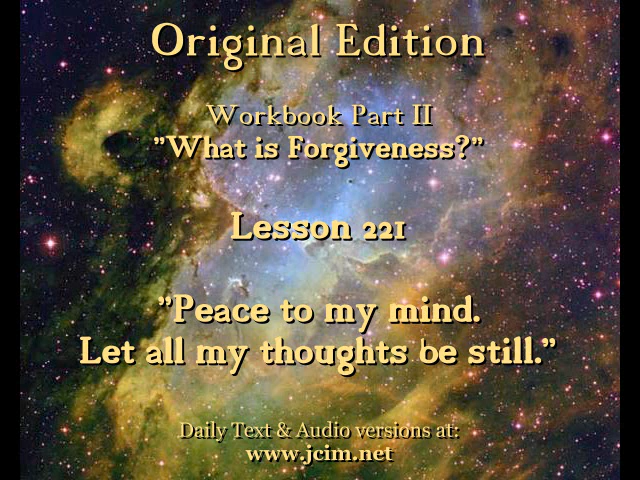 Original Edition
Workbook Part II
"What is Forgiveness?"
Lesson 221
"Peace to my mind.
Let all my thoughts be still."
Daily Text & Audio versions at:
www.jcim.net